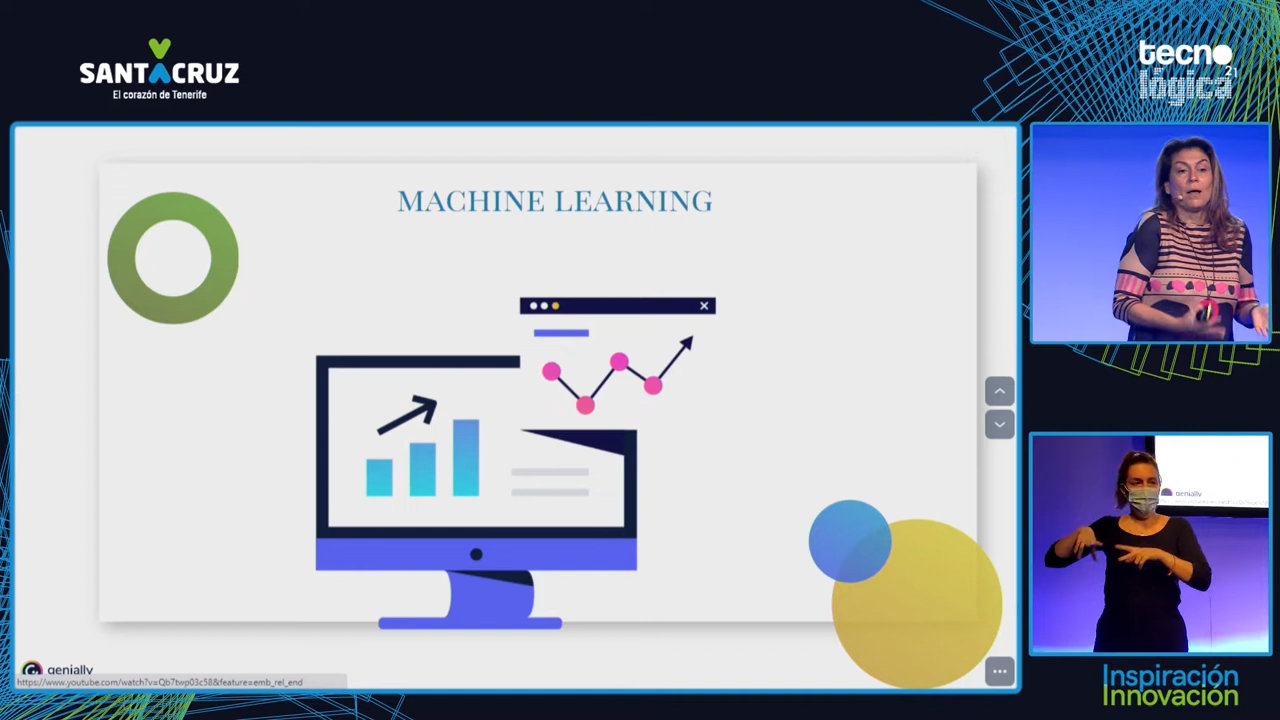 SANTACRUZ
El corazón de Tenerife
tecno
lógica
21
MACHINE LEARNING
genially
https://www.youtube.com/watch?v=Qb7twp03c58&feature=emb_rel_end
genially
Inspiración
Innovación